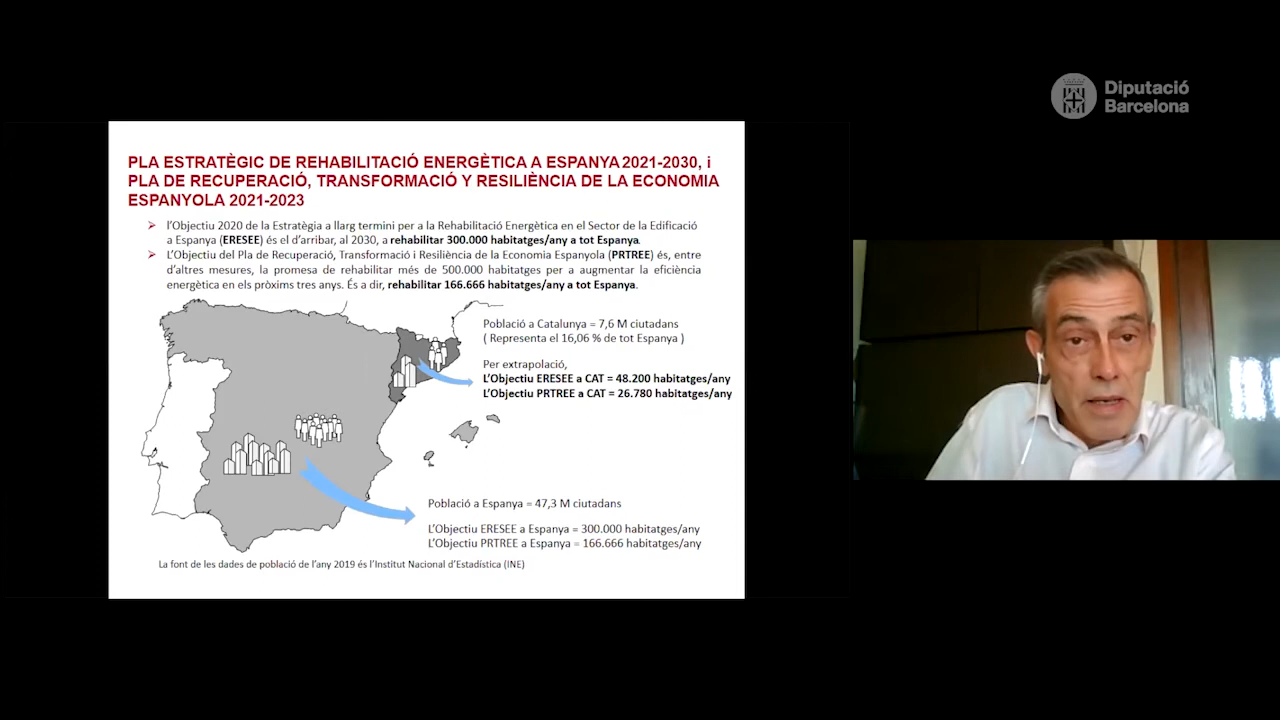 Diputació
Barcelona
PLA ESTRATÈGIC DE REHABILITACIÓ ENERGÈTICA A ESPANYA 2021-2030, i
PLA DE RECUPERACIÓ, TRANSFORMACIÓ Y RESILIÈNCIA DE LA ECONOMIA
ESPANYOLA 2021-2023
l'Objectiu 2020 de la Estratègia a llarg termini per a la Rehabilitació Energètica en el Sector de la Edificació
a Espanya (ERESEE) és el d'arribar, al 2030, a rehabilitar 300.000 habitatges/any a tot Espanya.
L'Objectiu del Pla de Recuperació, Transformació i Resiliència de la Economia Espanyola (PRTREE) és, entre
d'altres mesures, la promesa de rehabilitar més de 500.000 habitatges per a augmentar la eficiència
energètica en els pròxims tres anys. És a dir, rehabilitar 166.666 habitatges/any a tot Espanya.
Població a Catalunya = 7,6 M ciutadans
( Representa el 16,06 % de tot Espanya )
Per extrapolació,
L'Objectiu ERESEE a CAT = 48.200 habitatges/any
L'Objectiu PRTREE a CAT = 26.780 habitatges/any
Població a Espanya = 47,3 M ciutadans
L'Objectiu ERESEE a Espanya = 300.000 habitatges/any
L'Objectiu PRTREE a Espanya = 166.666 habitatges/any
La font de les dades de població de l'any 2019 és l'Institut Nacional d'Estadística (INE)